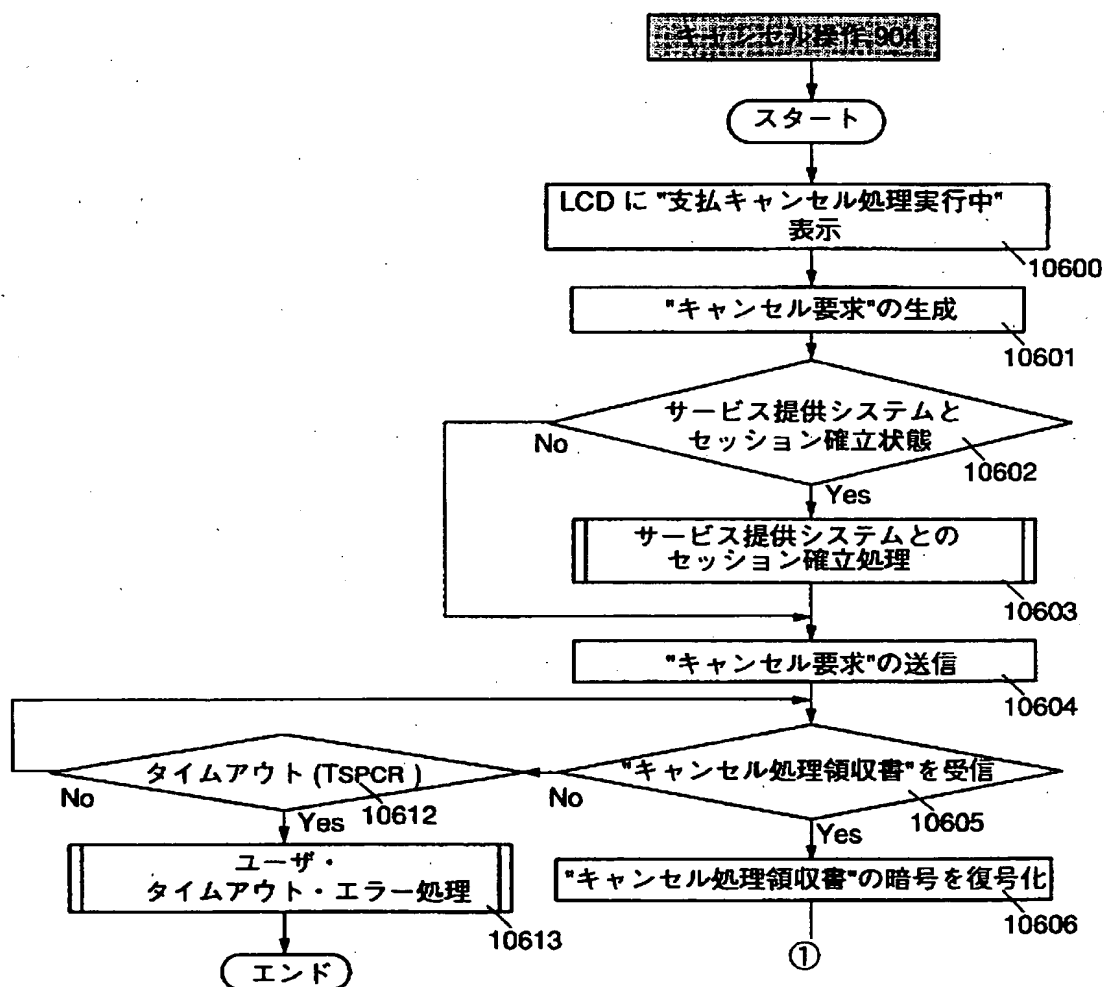 キャンセル操作 904
スタート
LCD に "支払キャンセル処理実行中"
表示
10600
"キャンセル要求"の生成
10601
サービス提供システムと
セッション確立状態
No
10602
Yes
サービス提供システムとの
セッション確立処理
10603
"キャンセル要求"の送信
10604
タイムアウト (TSPCR )
"キャンセル処理領収書"を受信
No
10612
No
10605
Yes
Yes
ユーザ・
タイムアウト・エラー処理
"キャンセル処理領収書"の暗号を復号化
10613
10606
エンド
①